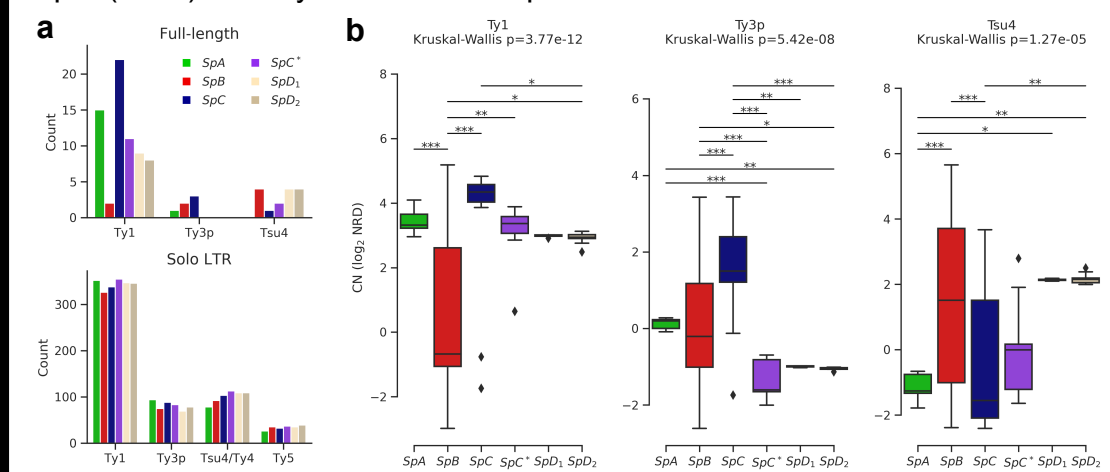 a
Full-length
SpA
SpB
SpC
SpC*
SpD1
SpD2
Count
20
15
10
5
0
Ty1
Ty3p
Tsu4
Solo LTR
Count
300
200
100
0
Ty1
Ty3p
Tsu4/Ty4
Ty5
b
Ty1
Kruskal-Wallis p=3.77e-12
CN (log2 NRD)
8
6
4
2
0
−2
*
*
**
***
***
SpA
SpB
SpC
SpC*
SpD1
SpD2
Ty3p
Kruskal-Wallis p=5.42e-08
6
4
2
0
−2
***
**
***
*
***
***
**
***
SpA
SpB
SpC
SpC*
SpD1
SpD2
Tsu4
Kruskal-Wallis p=1.27e-05
8
6
4
2
0
−2
**
***
**
*
***
SpA
SpB
SpC
SpC*
SpD1
SpD2